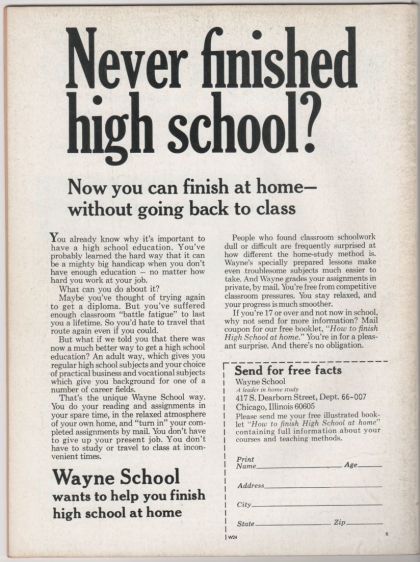 Never finished
high school?
Now you can finish at home—
without going back to class
You already know why it's important to
have a high school education. You've
probably learned the hard way that it can
be a mighty big handicap when you don't
have enough education – no matter how
hard you work at your job.
What can you do about it?
Maybe you've thought of trying again
to get a diploma. But you've suffered
enough classroom "battle fatigue" to last
you a lifetime. So you'd hate to travel that
route again even if you could.
But what if we told you that there was
now a much better way to get a high school
education? An adult way, which gives you
regular high school subjects and your choice
of practical business and vocational subjects
which give you background for one of a
number of career fields.
That's the unique Wayne School way.
You do your reading and assignments in
your spare time, in the relaxed atmosphere
of your own home, and "turn in" your com-
pleted assignments by mail. You don't have
to give up your present job. You don't
have to study or travel to class at incon-
venient times.
Wayne School
wants to help you finish
high school at home
People who found classroom schoolwork
dull or difficult are frequently surprised at
how different the home-study method is.
Wayne's specially prepared lessons make
even troublesome subjects much easier to
take. And Wayne grades your assignments in
private, by mail. You're free from competitive
classroom pressures. You stay relaxed, and
your progress is much smoother.
If you're 17 or over and not now in school,
why not send for more information? Mail
coupon for our free booklet, "How to finish
High School at home." You're in for a pleas-
ant surprise. And there's no obligation.
Send for free facts
Wayne School
A leader in home study
417 S. Dearborn Street, Dept. 66-007
Chicago, Illinois 60605
Please send your free illustrated book-
let "How to finish High School at home"
containing full information about your
courses and teaching methods.
Print
Name Age
Address
City
State Zip
W24